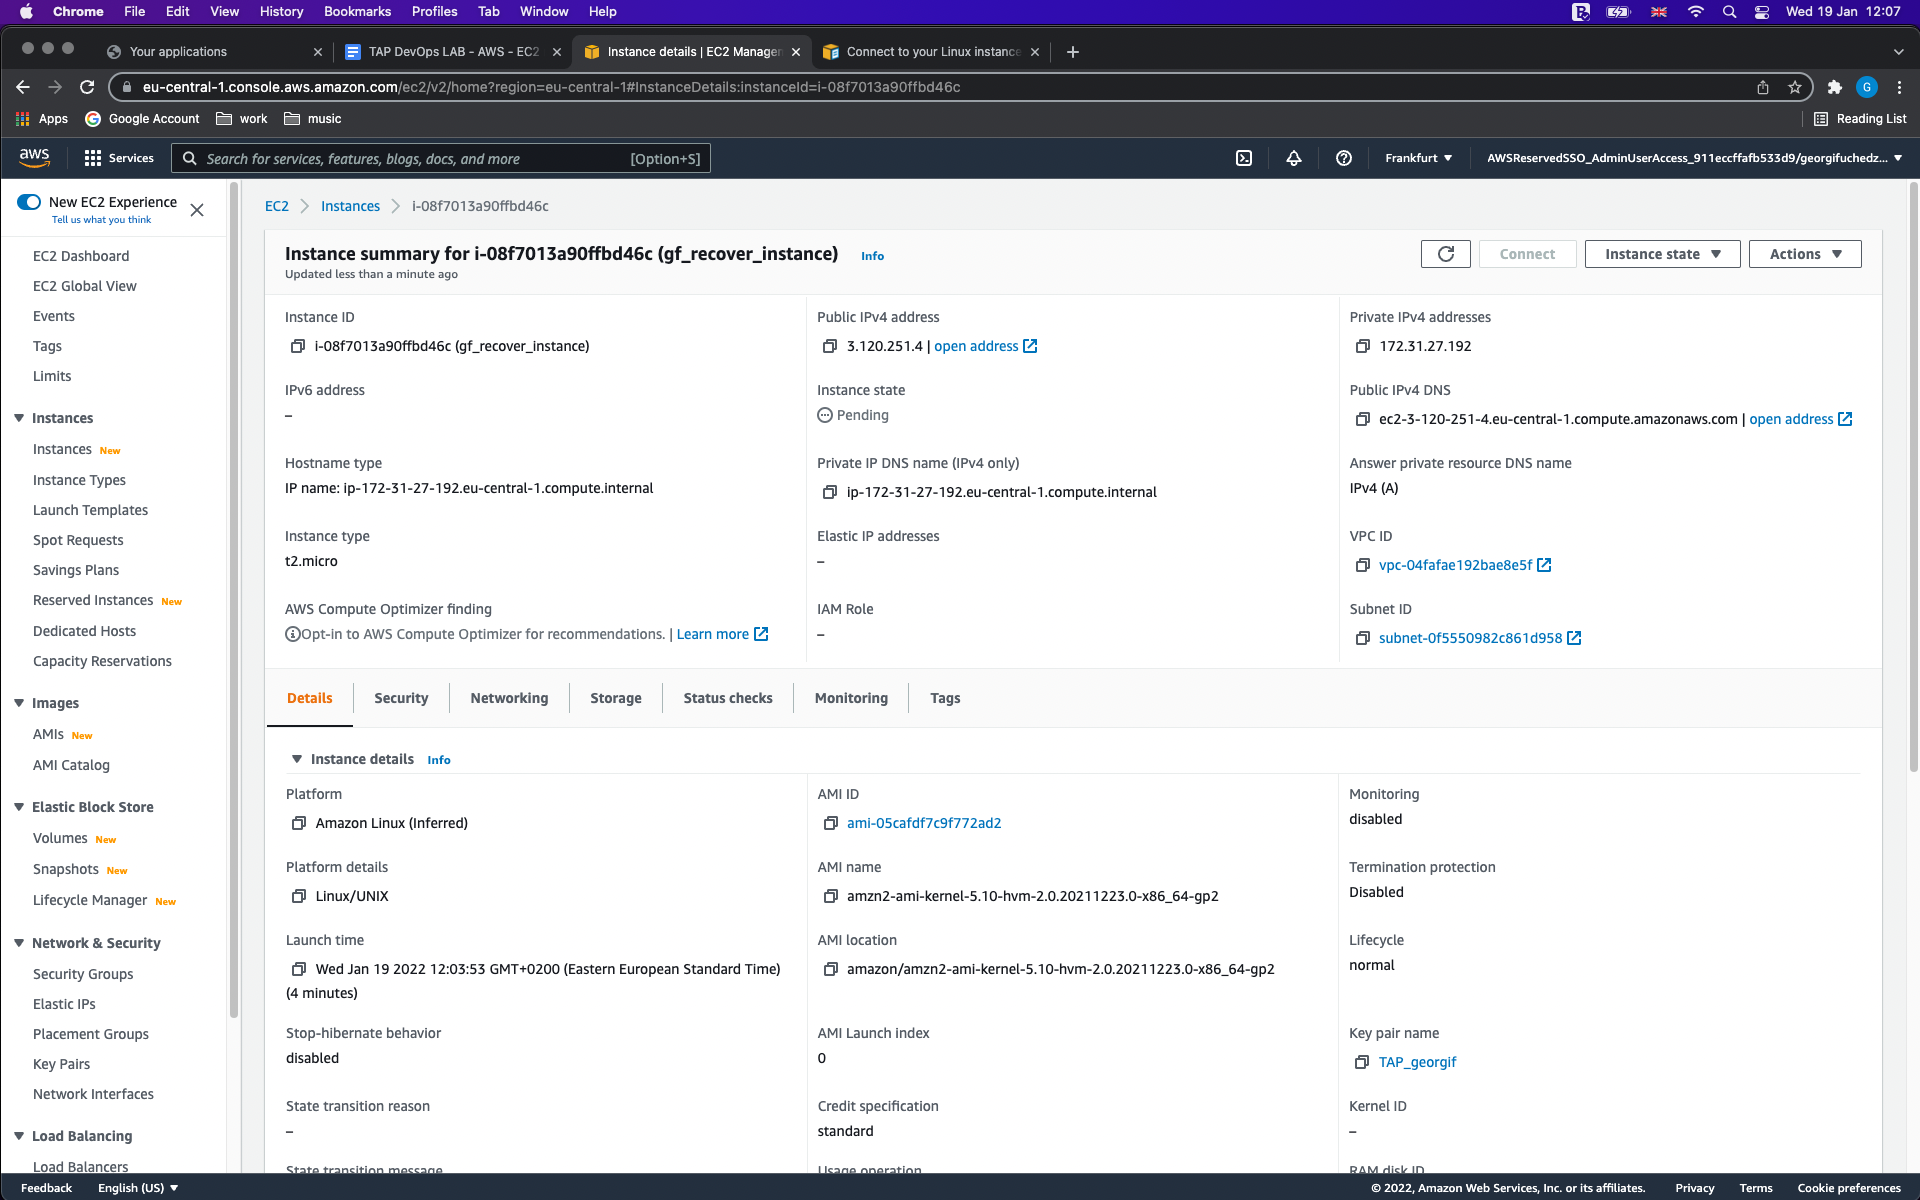 Chrome File Edit View History Bookmarks Profiles Tab Window Help Wed 19 Jan 12:07
Your applications TAP DevOps LAB - AWS - EC2 Instance details | EC2 Manager Connect to your Linux instance
eu-central-1.console.aws.amazon.com/ec2/v2/home?region=eu-central-1#InstanceDetails:instanceId=i-08f7013a90ffbd46c G
Apps Google Account work music Reading List
aws Services Search for services, features, blogs, docs, and more [Option+S] Frankfurt AWSReservedSSO_AdminUserAccess_911eccffafb533d9/georgifuchedz...
New EC2 Experience
Tell us what you think
EC2 Dashboard
EC2 Global View
Events
Tags
Limits
Instances
Instances New
Instance Types
Launch Templates
Spot Requests
Savings Plans
Reserved Instances New
Dedicated Hosts
Capacity Reservations
Images
AMIs New
AMI Catalog
Elastic Block Store
Volumes New
Snapshots New
Lifecycle Manager New
Network & Security
Security Groups
Elastic IPs
Placement Groups
Key Pairs
Network Interfaces
Load Balancing
Load Balancers
EC2 Instances i-08f7013a90ffbd46c
Instance summary for i-08f7013a90ffbd46c (gf_recover_instance) Info
Updated less than a minute ago
Connect Instance state Actions
Instance ID
i-08f7013a90ffbd46c (gf_recover_instance)
Public IPv4 address
3.120.251.4 | open address
Private IPv4 addresses
172.31.27.192
IPv6 address
–
Instance state
Pending
Public IPv4 DNS
ec2-3-120-251-4.eu-central-1.compute.amazonaws.com | open address
Hostname type
IP name: ip-172-31-27-192.eu-central-1.compute.internal
Private IP DNS name (IPv4 only)
ip-172-31-27-192.eu-central-1.compute.internal
Answer private resource DNS name
IPv4 (A)
Instance type
t2.micro
Elastic IP addresses
–
VPC ID
vpc-04fafae192bae8e5f
AWS Compute Optimizer finding
Opt-in to AWS Compute Optimizer for recommendations. | Learn more
IAM Role
–
Subnet ID
subnet-0f5550982c861d958
Details Security Networking Storage Status checks Monitoring Tags
Instance details Info
Platform
Amazon Linux (Inferred)
AMI ID
ami-05cafdf7c9f772ad2
Monitoring
disabled
Platform details
Linux/UNIX
AMI name
amzn2-ami-kernel-5.10-hvm-2.0.20211223.0-x86_64-gp2
Termination protection
Disabled
Launch time
Wed Jan 19 2022 12:03:53 GMT+0200 (Eastern European Standard Time)
(4 minutes)
AMI location
amazon/amzn2-ami-kernel-5.10-hvm-2.0.20211223.0-x86_64-gp2
Lifecycle
normal
Stop-hibernate behavior
disabled
AMI Launch index
0
Key pair name
TAP_georgif
State transition reason
–
Credit specification
standard
Kernel ID
–
State transition message
Usage operation
RAM disk ID
Feedback English (US) © 2022, Amazon Web Services, Inc. or its affiliates. Privacy Terms Cookie preferences